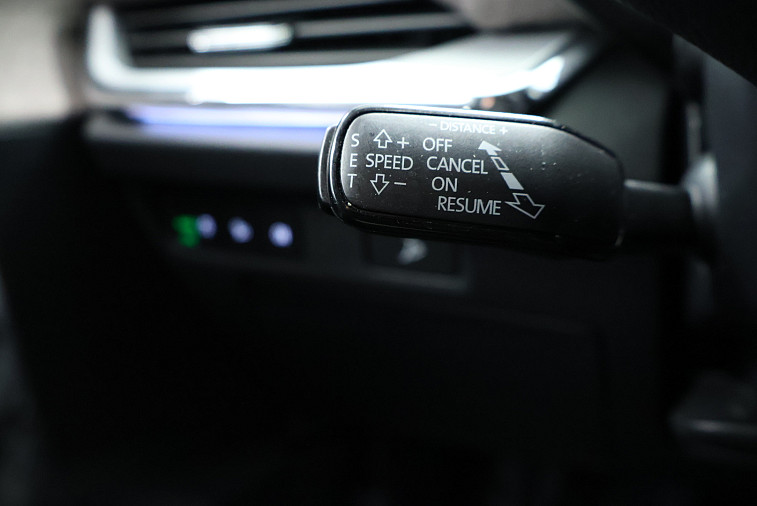 − DISTANCE +
S + OFF
E SPEED CANCEL
T − ON
RESUME